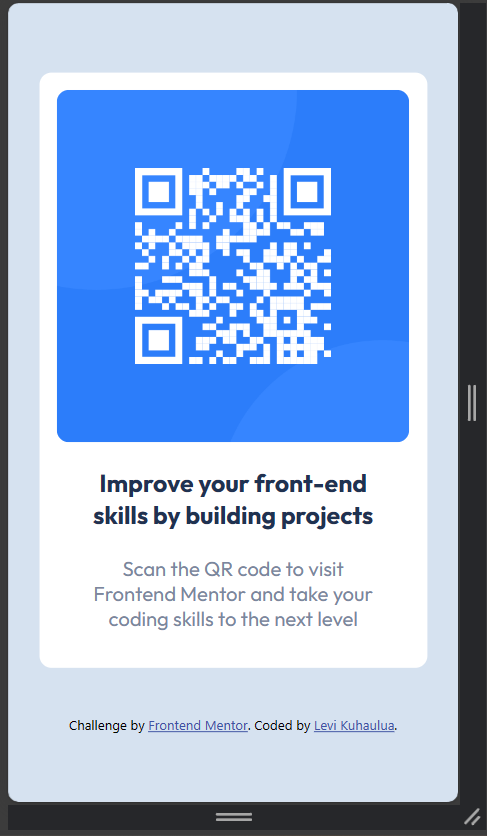 Improve your front-end
skills by building projects
Scan the QR code to visit
Frontend Mentor and take your
coding skills to the next level
Challenge by Frontend Mentor. Coded by Levi Kuhaulua.